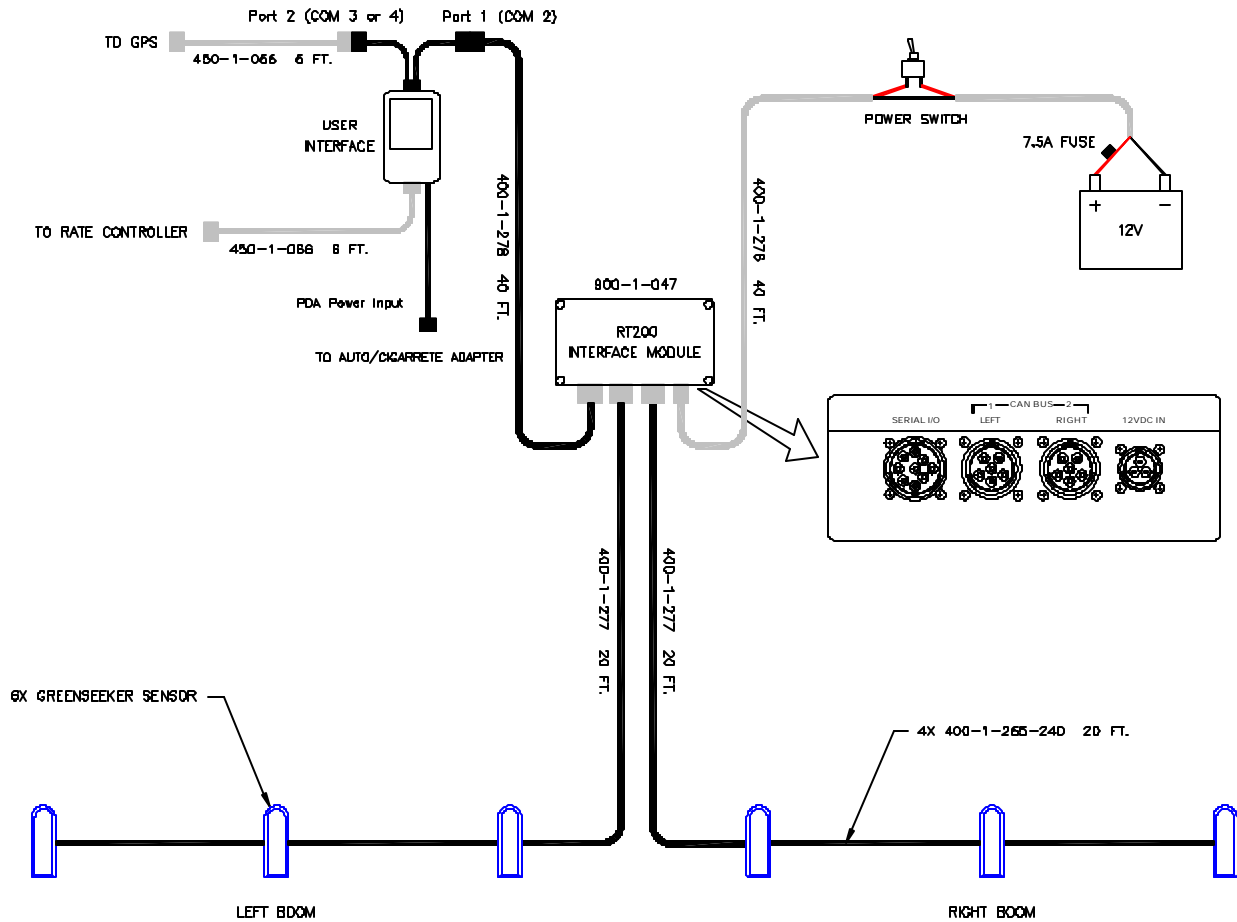 Port 2 (COM 3 or 4)
Port 1 (COM 2)
TO GPS
450-1-066 6 FT.
USER
INTERFACE
POWER SWITCH
7.5A FUSE
+
−
12V
400-1-278 40 FT.
400-1-276 40 FT.
TO RATE CONTROLLER
450-1-066 6 FT.
PDA Power Input
TO AUTO/CIGARRETE ADAPTER
900-1-047
RT200
INTERFACE MODULE
1 CAN BUS 2
SERIAL I/O LEFT RIGHT 12VDC IN
400-1-277 20 FT.
400-1-277 20 FT.
6X GREENSEEKER SENSOR
4X 400-1-265-240 20 FT.
LEFT BOOM
RIGHT BOOM